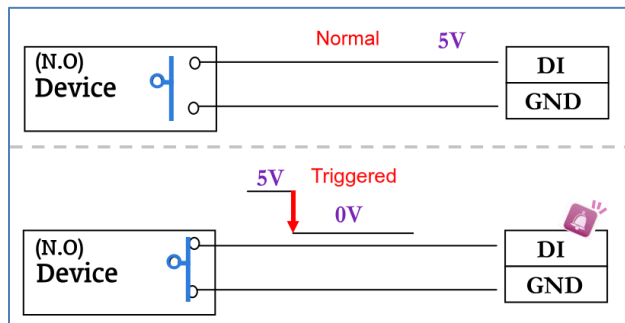 Normal 5V
(N.O)
Device
DI
GND
5V Triggered
0V
(N.O)
Device
DI
GND